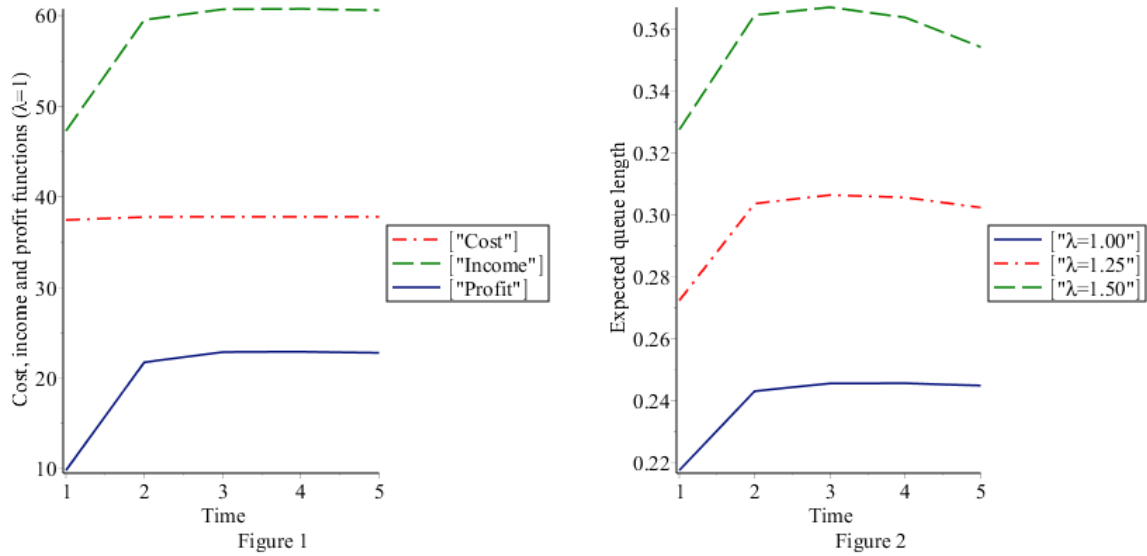 Cost, income and profit functions (λ=1)
60
50
40
30
20
10
1 2 3 4 5
Time
Figure 1
["Cost"]
["Income"]
["Profit"]
Expected queue length
0.36
0.34
0.32
0.30
0.28
0.26
0.24
0.22
1 2 3 4 5
Time
Figure 2
["λ=1.00"]
["λ=1.25"]
["λ=1.50"]